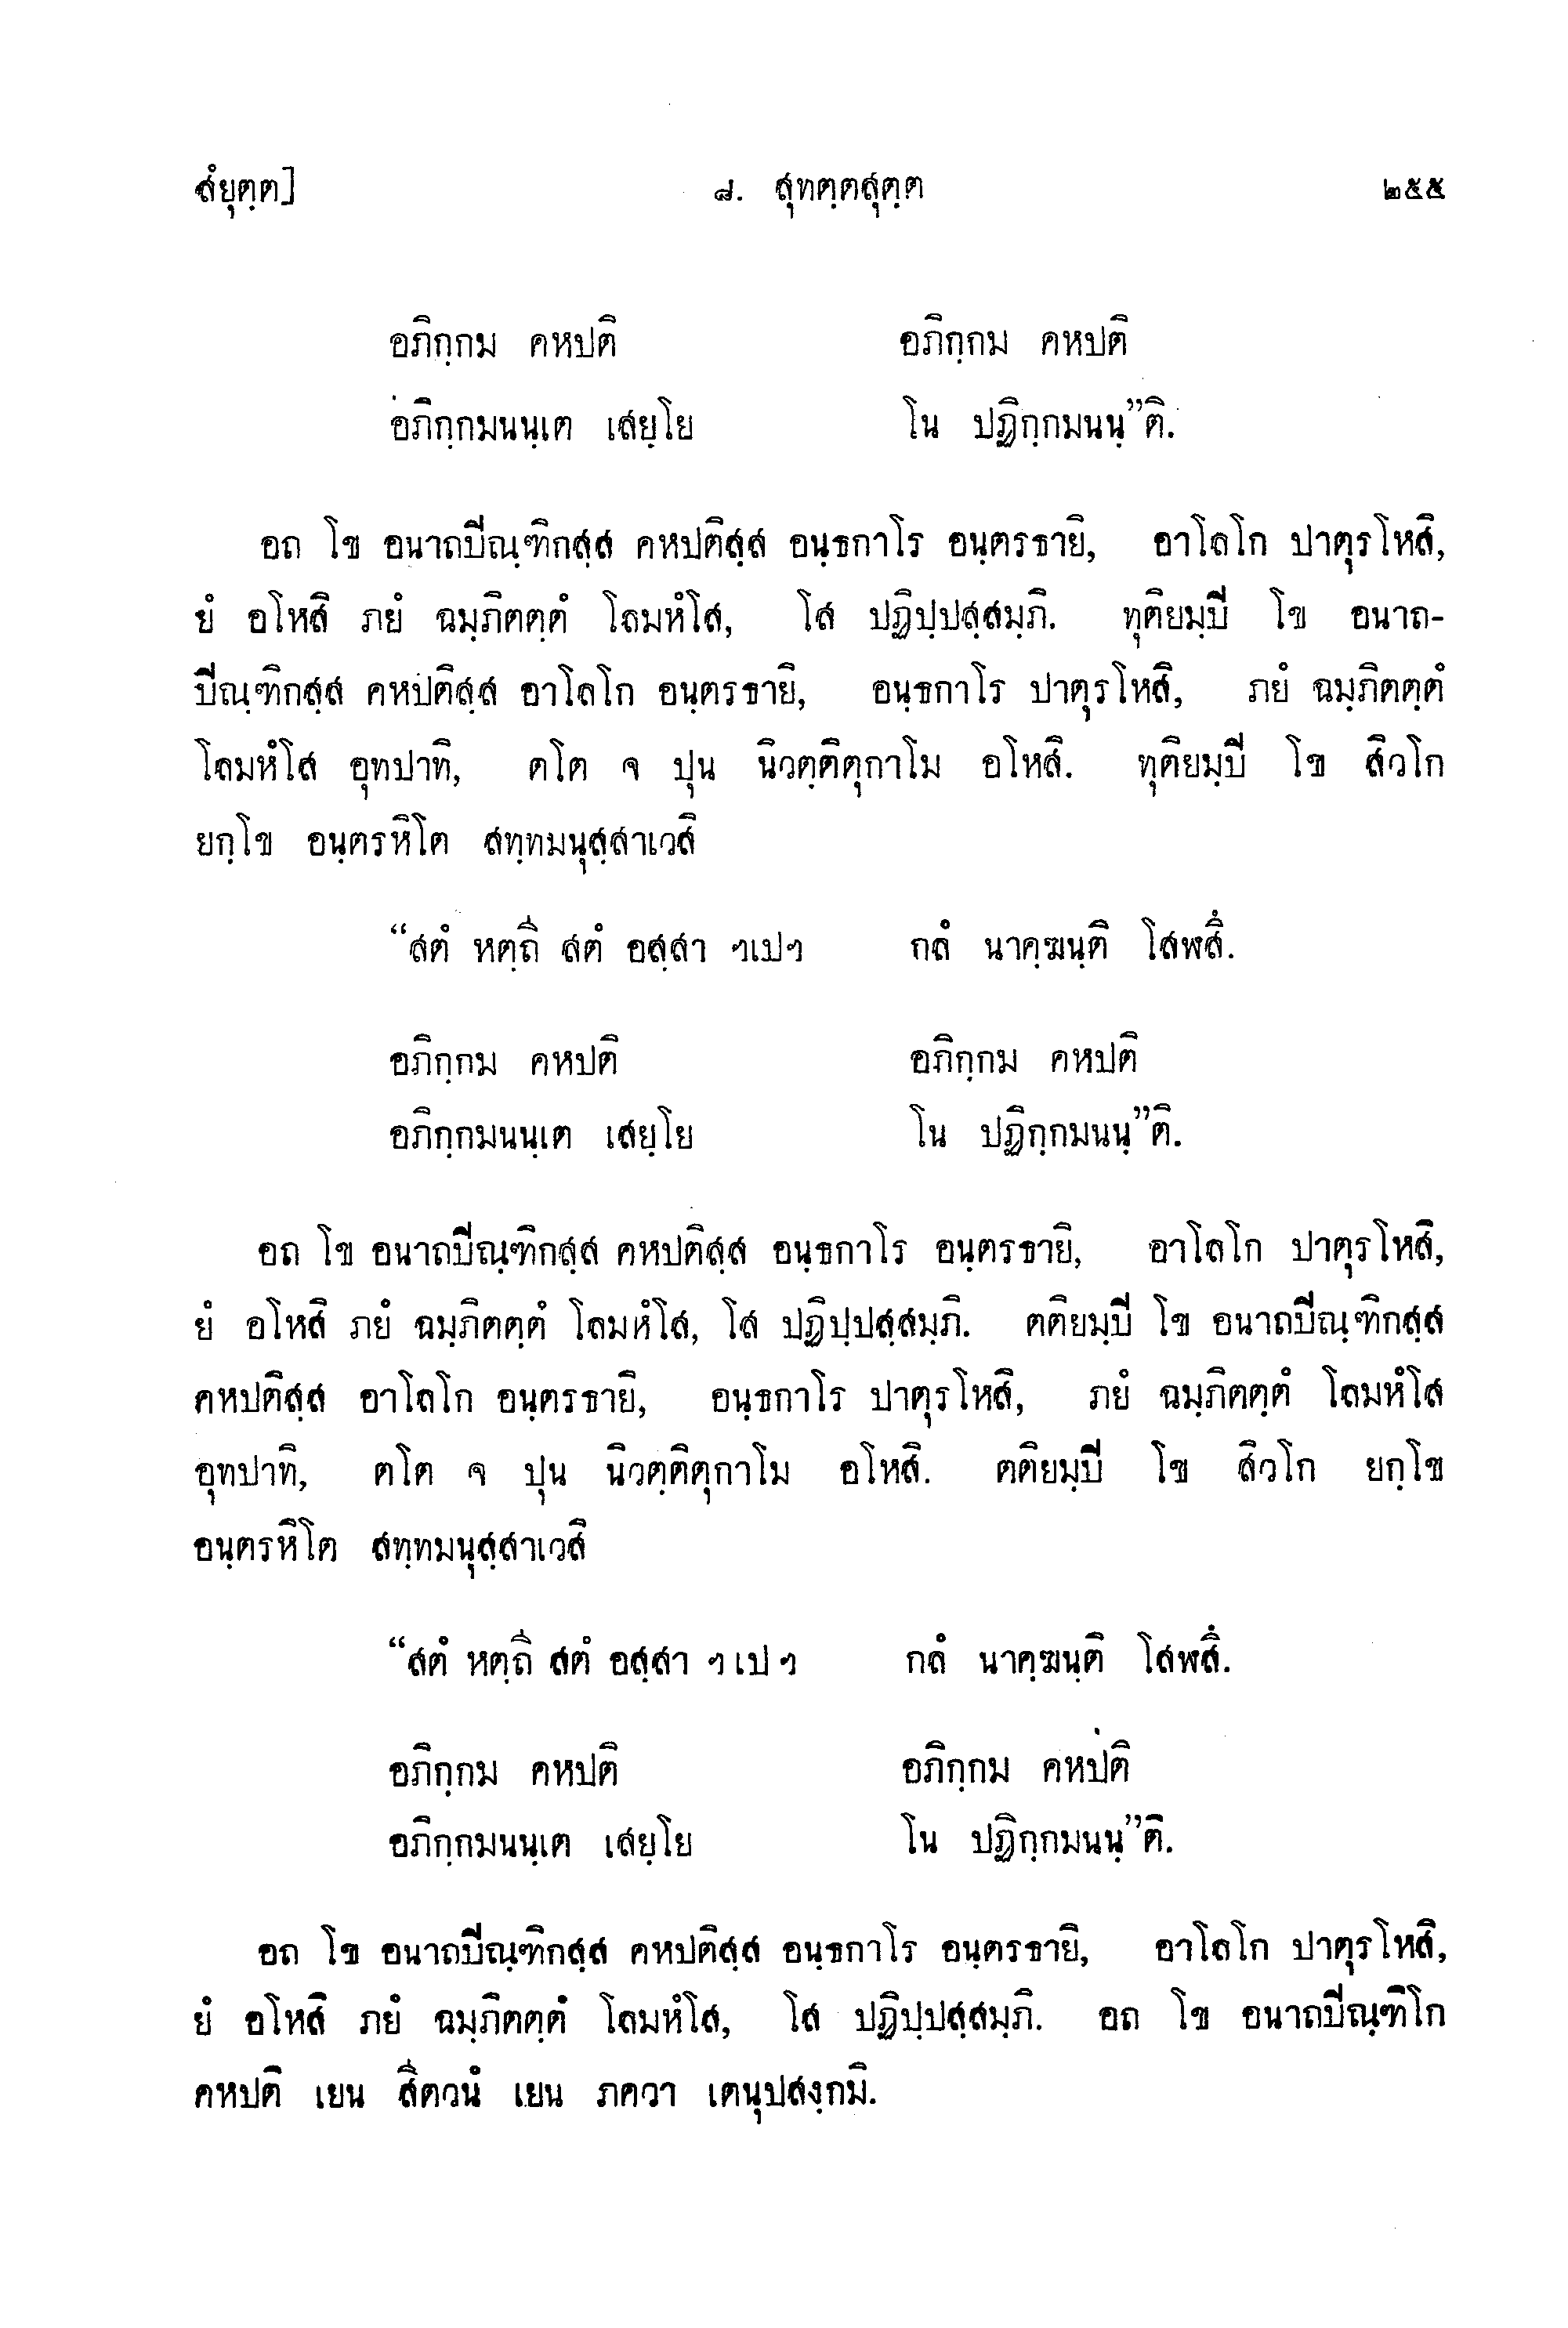 สํยุตฺต]	๘. สุทตฺตสุตฺต	๒๕๕
อภิกฺกม คหปติ	อภิกฺกม คหปติ
อภิกฺกมนนฺเต เสยฺโย	โน ปฏิกฺกมนนฺ”ติ.
อถ โข อนาถปิณฺฑิกสฺส คหปติสฺส อนฺธกาโร อนฺตรธายิ, อาโลโก ปาตุรโหสิ,
ยํ อโหสิ ภยํ ฉมฺภิตตฺตํ โลมหํโส, โส ปฏิปฺปสฺสมฺภิ. ทุติยมฺปิ โข อนาถ-
ปิณฺฑิกสฺส คหปติสฺส อาโลโก อนฺตรธายิ, อนฺธกาโร ปาตุรโหสิ, ภยํ ฉมฺภิตตฺตํ
โลมหํโส อุทปาทิ, ตโต จ ปุน นิวตฺติตุกาโม อโหสิ. ทุติยมฺปิ โข สิวโก
ยกฺโข อนฺตรหิโต สทฺทมนุสฺสาเวสิ
“สตํ หตฺถึ สตํ อสฺสา ฯเปฯ	กลํ นาคฺฆนฺติ โสฬสึ.
อภิกฺกม คหปติ	อภิกฺกม คหปติ
อภิกฺกมนนฺเต เสยฺโย	โน ปฏิกฺกมนนฺ”ติ.
อถ โข อนาถปิณฺฑิกสฺส คหปติสฺส อนฺธกาโร อนฺตรธายิ, อาโลโก ปาตุรโหสิ,
ยํ อโหสิ ภยํ ฉมฺภิตตฺตํ โลมหํโส, โส ปฏิปฺปสฺสมฺภิ. ตติยมฺปิ โข อนาถปิณฺฑิกสฺส
คหปติสฺส อาโลโก อนฺตรธายิ, อนฺธกาโร ปาตุรโหสิ, ภยํ ฉมฺภิตตฺตํ โลมหํโส
อุทปาทิ, ตโต จ ปุน นิวตฺติตุกาโม อโหสิ. ตติยมฺปิ โข สิวโก ยกฺโข
อนฺตรหิโต สทฺทมนุสฺสาเวสิ
“สตํ หตฺถึ สตํ อสฺสา ฯเปฯ	กลํ นาคฺฆนฺติ โสฬสึ.
อภิกฺกม คหปติ	อภิกฺกม คหปติ
อภิกฺกมนนฺเต เสยฺโย	โน ปฏิกฺกมนนฺ”ติ.
อถ โข อนาถปิณฺฑิกสฺส คหปติสฺส อนฺธกาโร อนฺตรธายิ, อาโลโก ปาตุรโหสิ,
ยํ อโหสิ ภยํ ฉมฺภิตตฺตํ โลมหํโส, โส ปฏิปฺปสฺสมฺภิ. อถ โข อนาถปิณฺฑิโก
คหปติ เยน สีตวนํ เยน ภควา เตนุปสงฺกมิ.